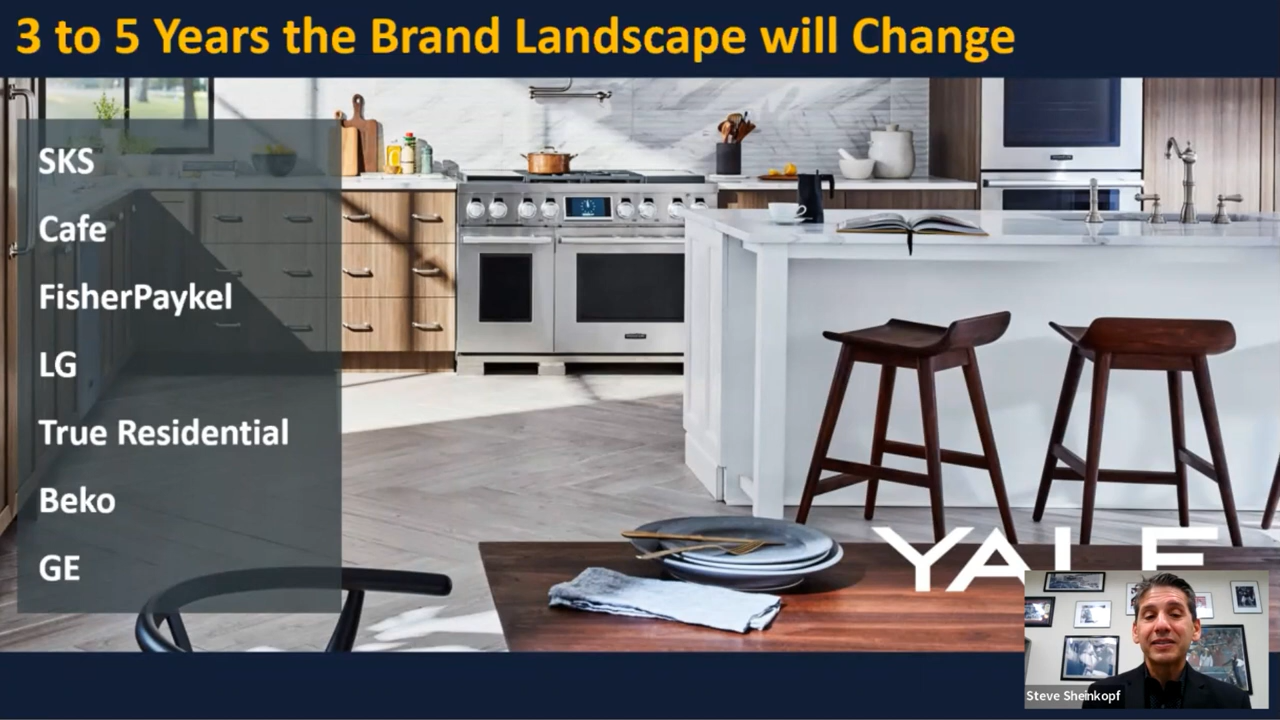 3 to 5 Years the Brand Landscape will Change
SKS
Cafe
FisherPaykel
LG
True Residential
Beko
GE
YALE
Steve Sheinkopf